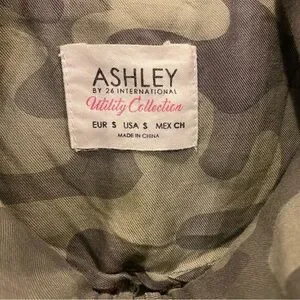 ASHLEY
BY 26 INTERNATIONAL
Utility Collection
EUR S USA S MEX CH
MADE IN CHINA